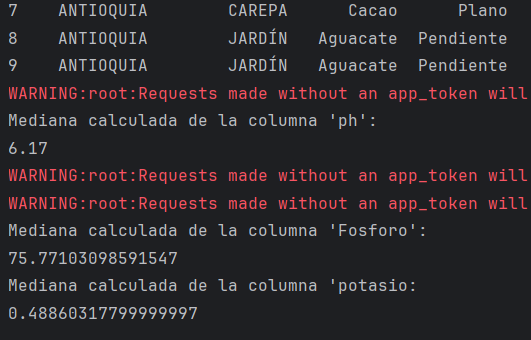 7 ANTIOQUIA CAREPA Cacao Plano
8 ANTIOQUIA JARDÍN Aguacate Pendiente
9 ANTIOQUIA JARDÍN Aguacate Pendiente
WARNING:root:Requests made without an app_token will
Mediana calculada de la columna 'ph':
6.17
WARNING:root:Requests made without an app_token will
WARNING:root:Requests made without an app_token will
Mediana calculada de la columna 'Fosforo':
75.77103098591547
Mediana calculada de la columna 'potasio:
0.48860317799999997